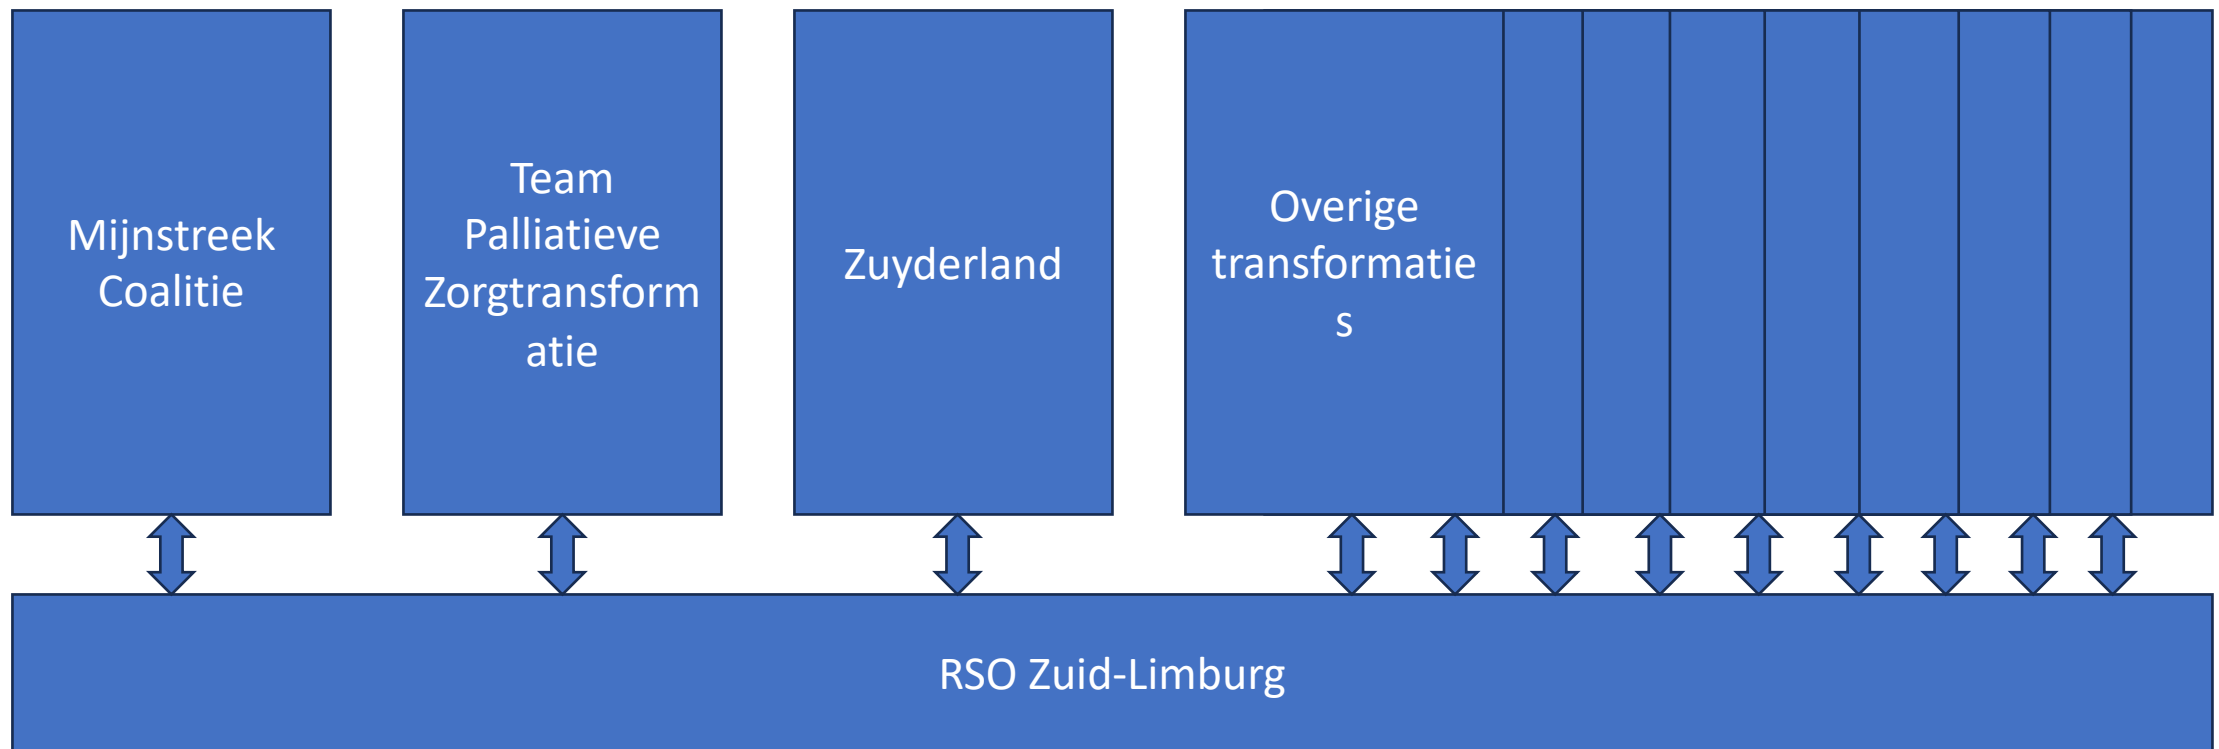 Mijnstreek
Coalitie
Team
Palliatieve
Zorgtransform
atie
Zuyderland
Overige
transformatie
s
RSO Zuid-Limburg